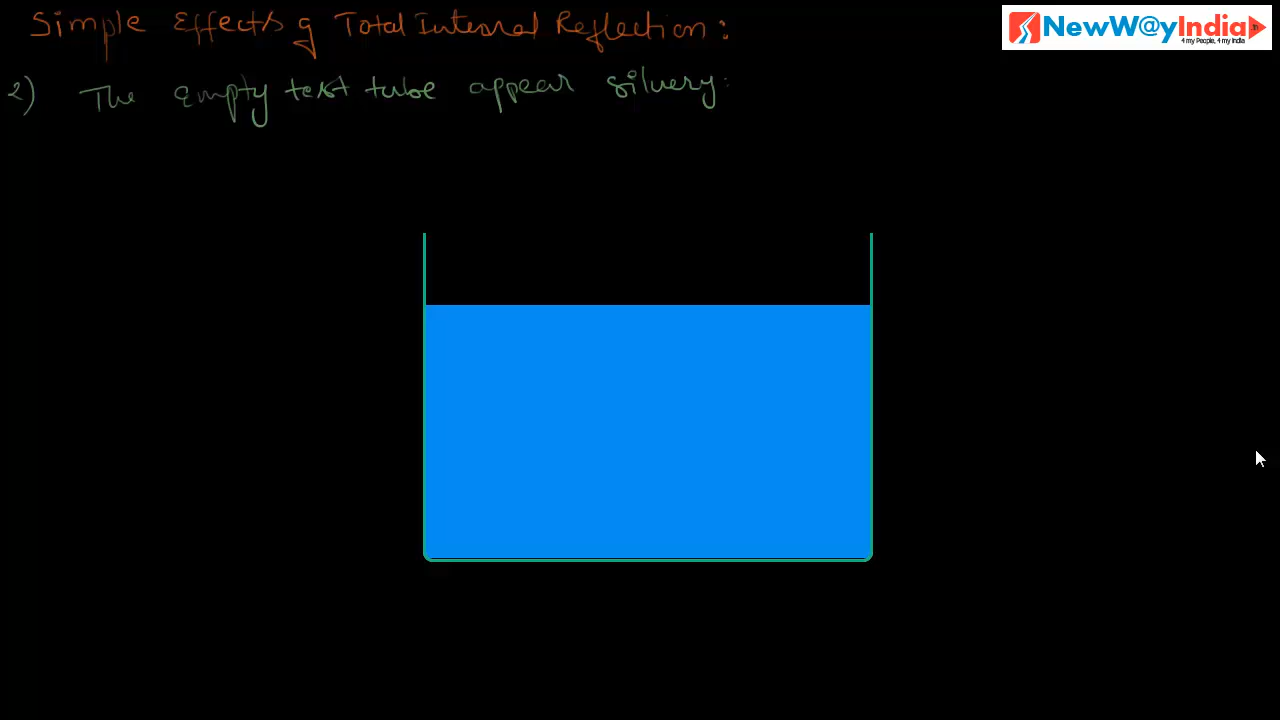 Simple Effects of Total Internal Reflection:
NewW@yIndia
.in
4 my People, 4 my India
2) The empty test tube appear silvery: